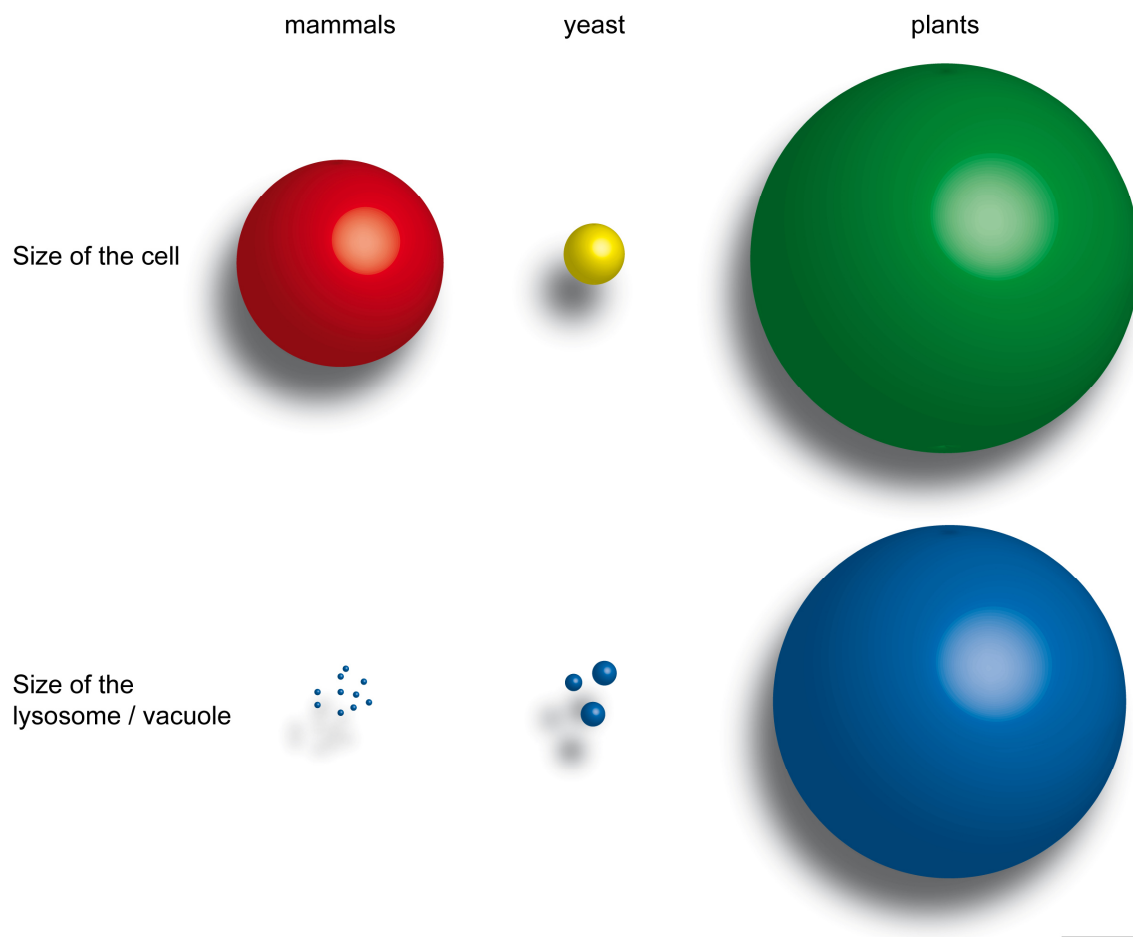 mammals
yeast
plants
Size of the cell
Size of the
lysosome / vacuole